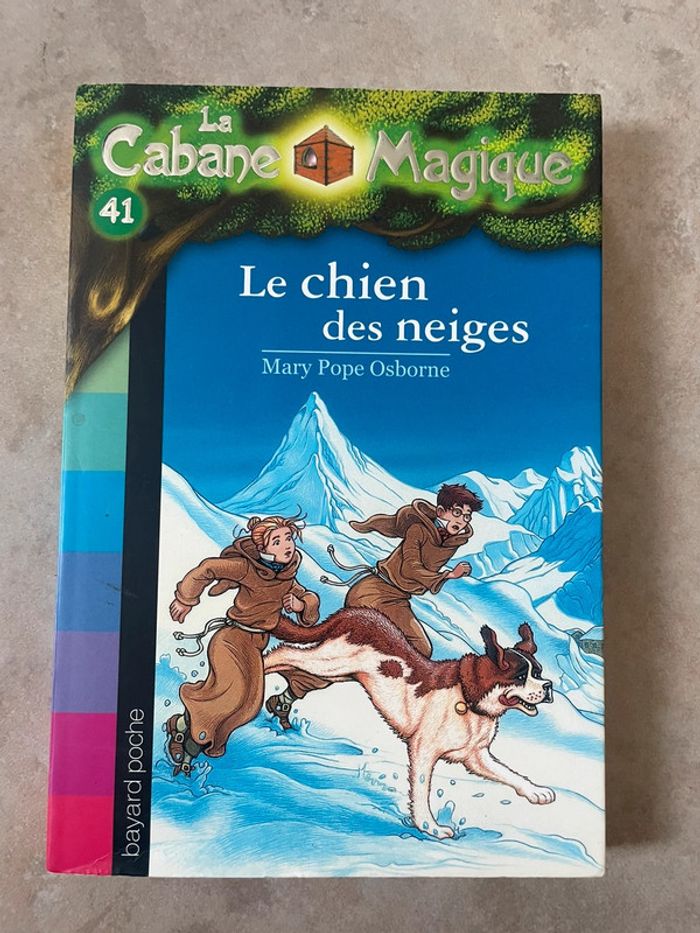 La
Cabane Magique
41
Le chien
des neiges
Mary Pope Osborne
bayard poche